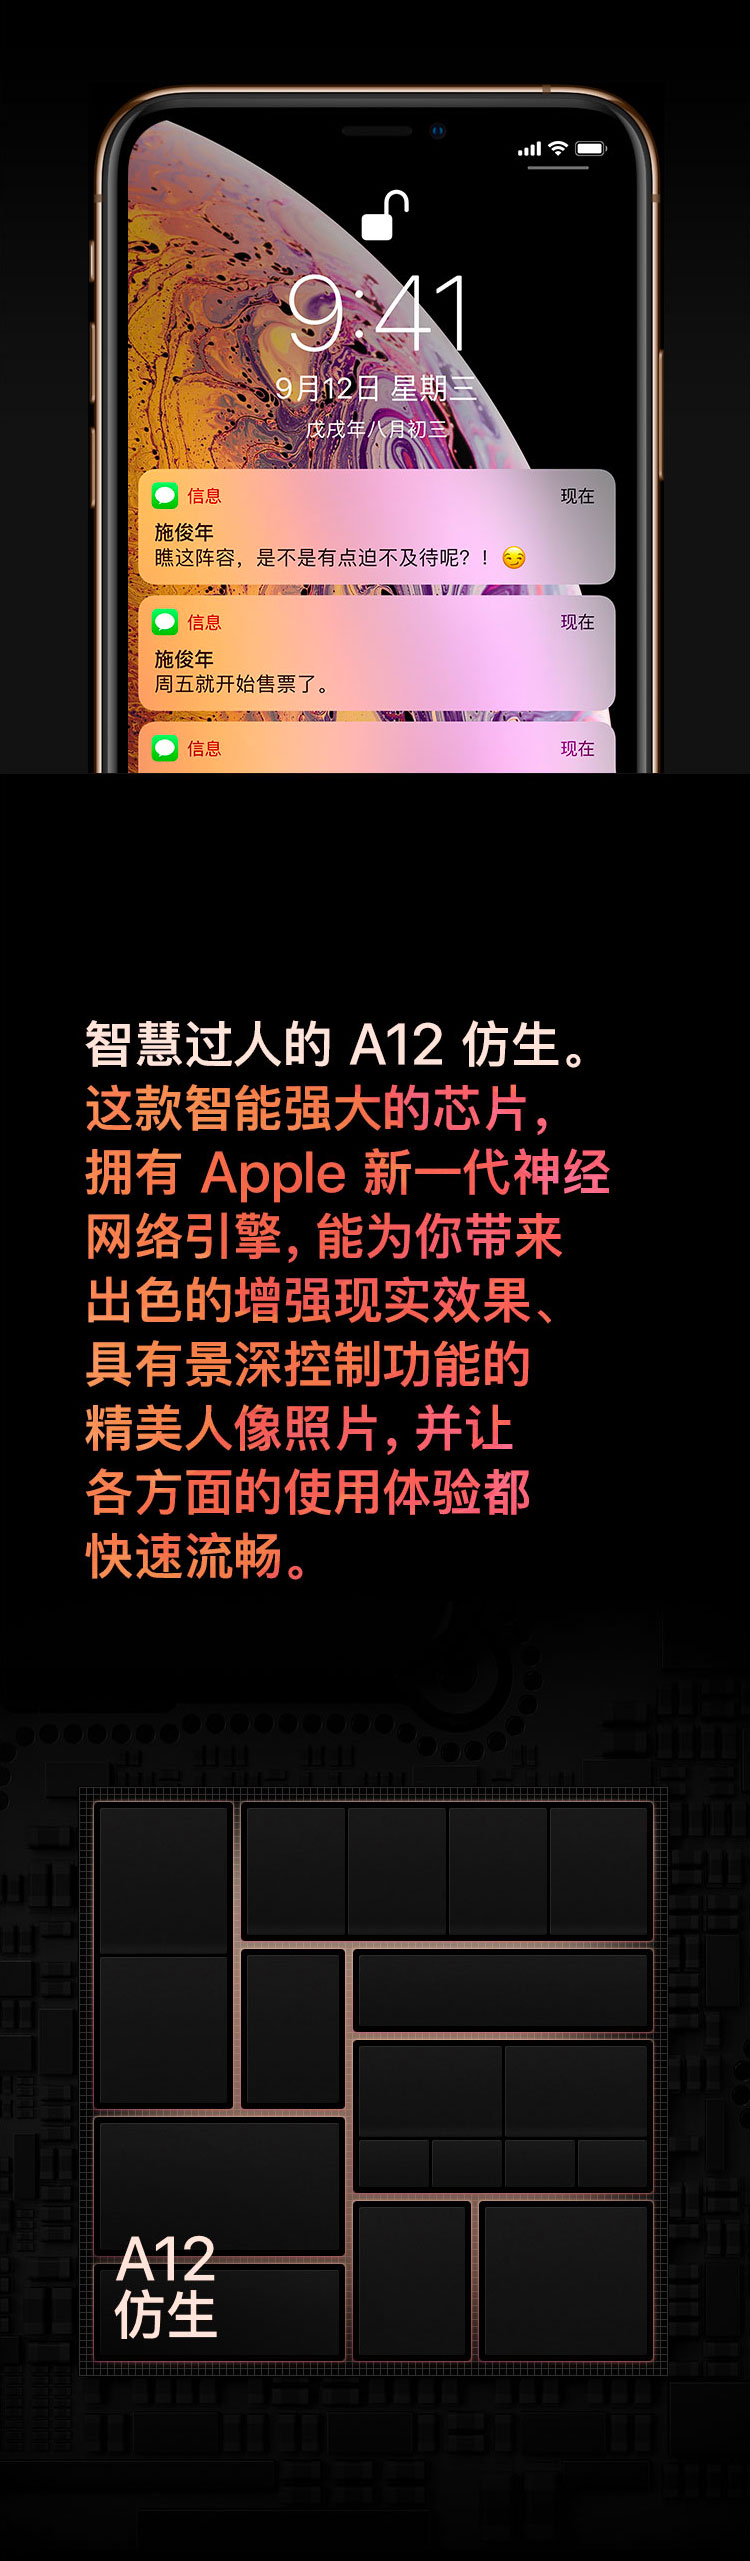 9:41
9月12日 星期三
戊戌年八月初三
信息 现在
施俊年
瞧这阵容，是不是有点迫不及待呢？！😏
信息 现在
施俊年
周五就开始售票了。
信息 现在
智慧过人的 A12 仿生。
这款智能强大的芯片，
拥有 Apple 新一代神经
网络引擎，能为你带来
出色的增强现实效果、
具有景深控制功能的
精美人像照片，并让
各方面的使用体验都
快速流畅。
A12
仿生